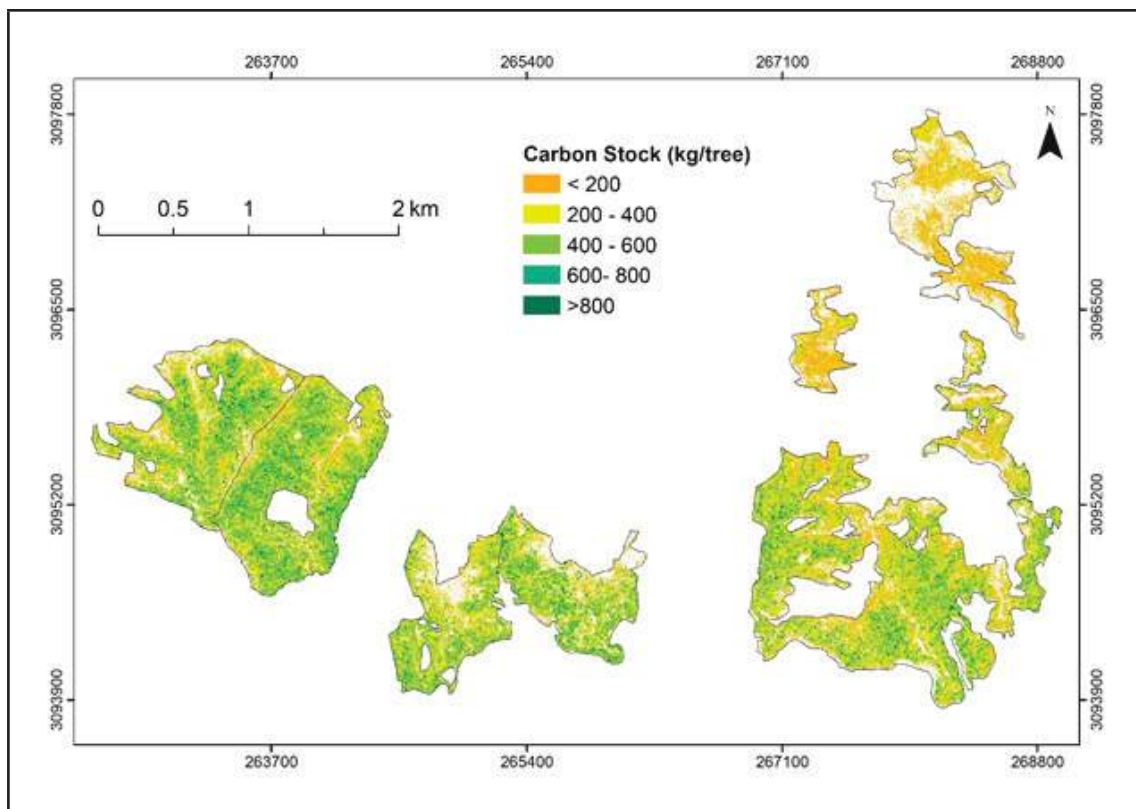 263700 265400 267100 268800
3097800 3097800
N
Carbon Stock (kg/tree)
< 200
0 0.5 1 2 km
200 - 400
400 - 600
600- 800
>800
3096500 3096500
3095200 3095200
3093900 3093900
263700 265400 267100 268800